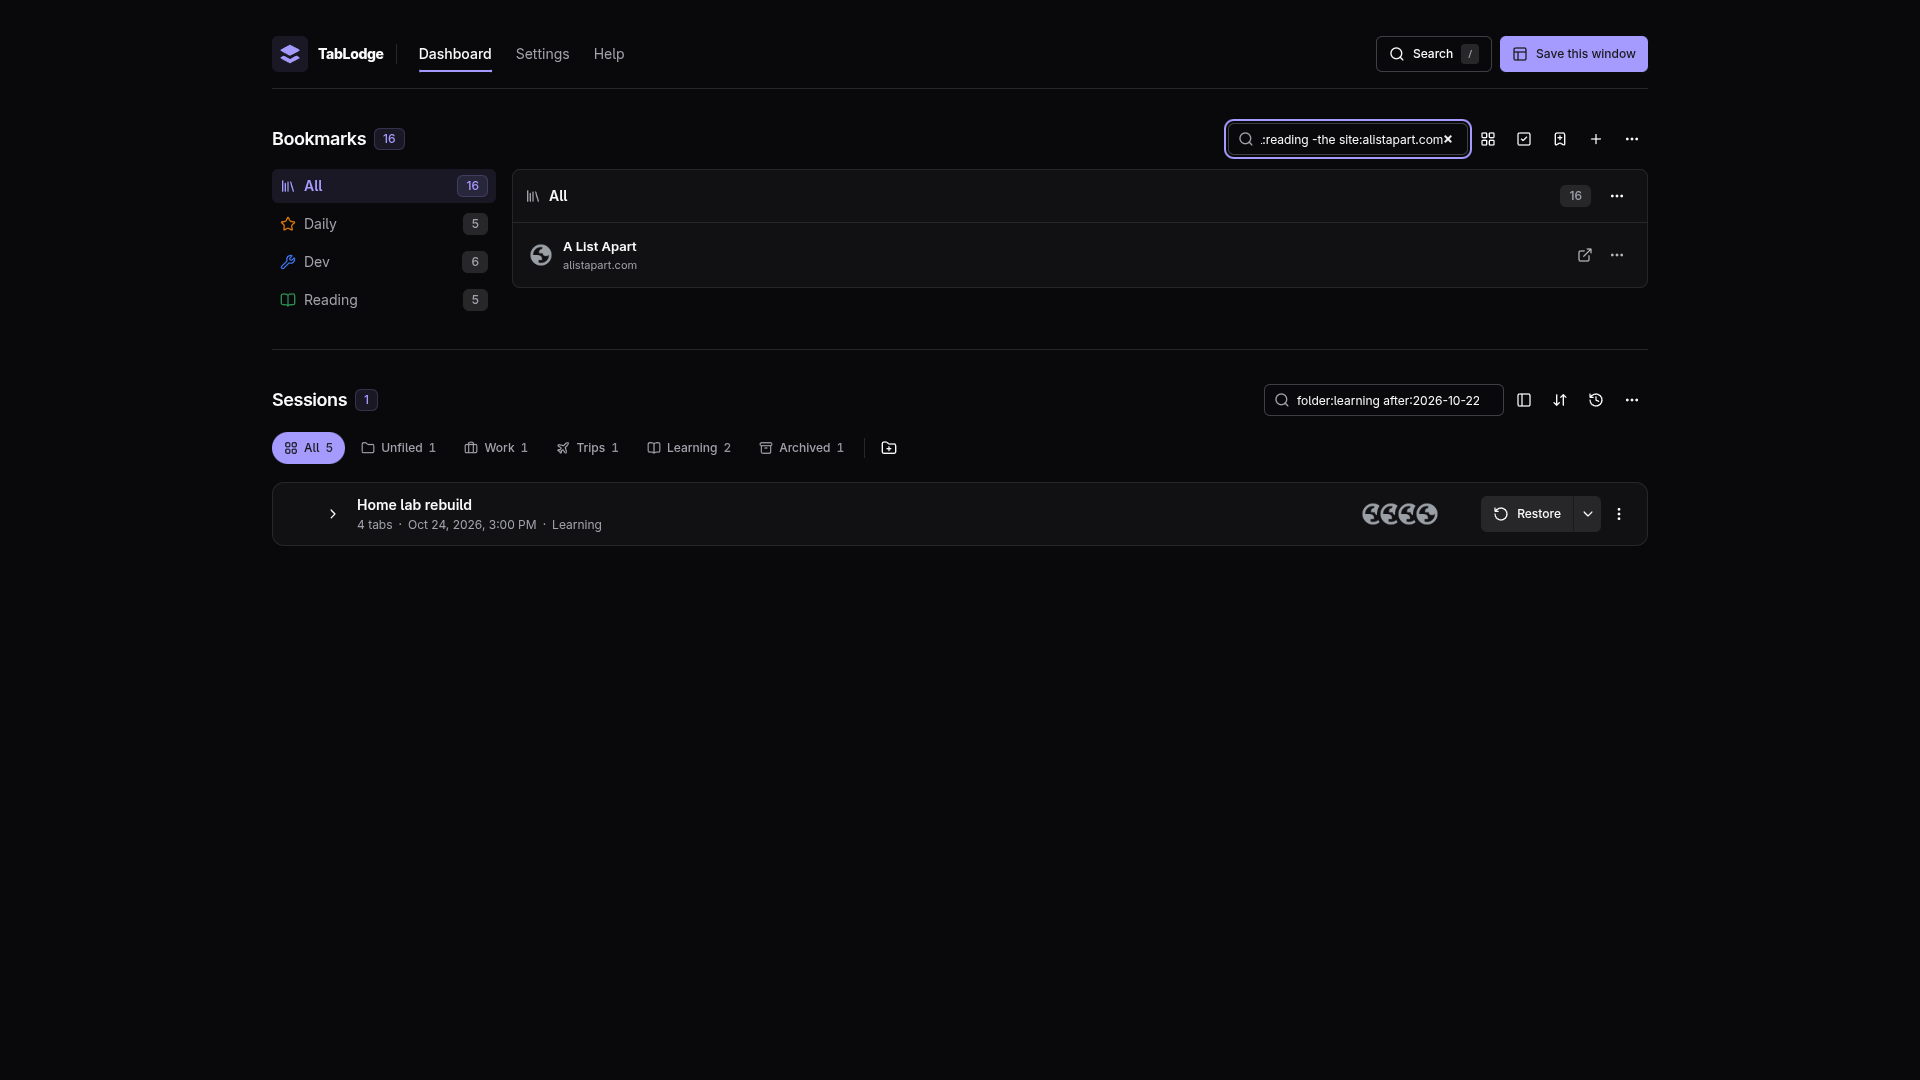 TabLodge
Dashboard
Settings
Help
Search /
Save this window
Bookmarks 16
:reading -the site:alistapart.com
All 16
Daily 5
Dev 6
Reading 5
All 16
A List Apart
alistapart.com
Sessions 1
folder:learning after:2026-10-22
All 5
Unfiled 1
Work 1
Trips 1
Learning 2
Archived 1
Home lab rebuild
4 tabs · Oct 24, 2026, 3:00 PM · Learning
Restore